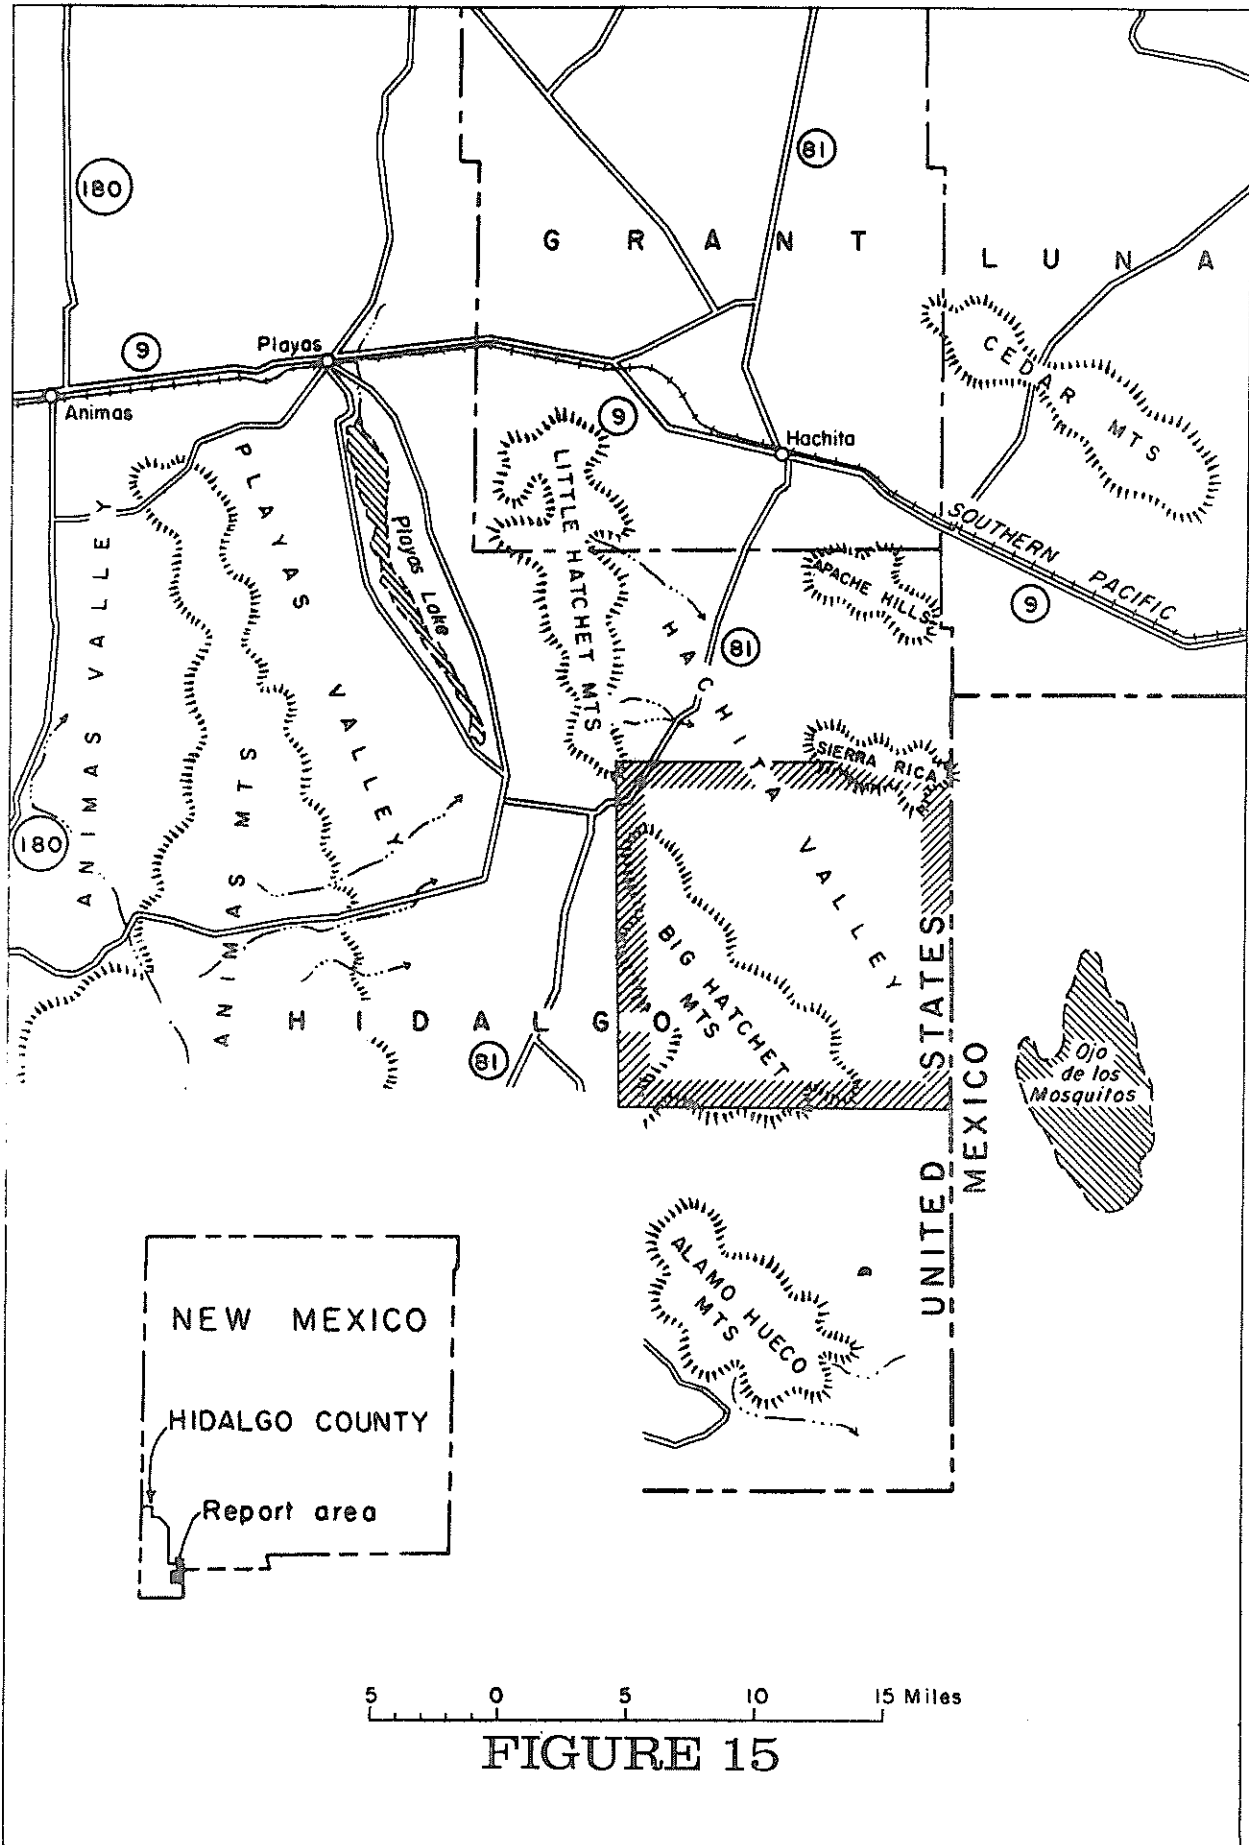 81
180
GRANT
LUNA
9
Playas
CEDAR MTS
Animas
9
Hachita
PLAYAS VALLEY
LITTLE HATCHET MTS
SOUTHERN PACIFIC
Playas Lake
ANIMAS VALLEY
APACHE HILLS
9
HACHITA VALLEY
81
SIERRA RICA
ANIMAS MTS
180
BIG HATCHET
MTS
HIDALGO
81
UNITED STATES
MEXICO
Ojo
de los
Mosquitos
ALAMO HUECO
MTS
NEW MEXICO
HIDALGO COUNTY
Report area
5 0 5 10 15 Miles
FIGURE 15